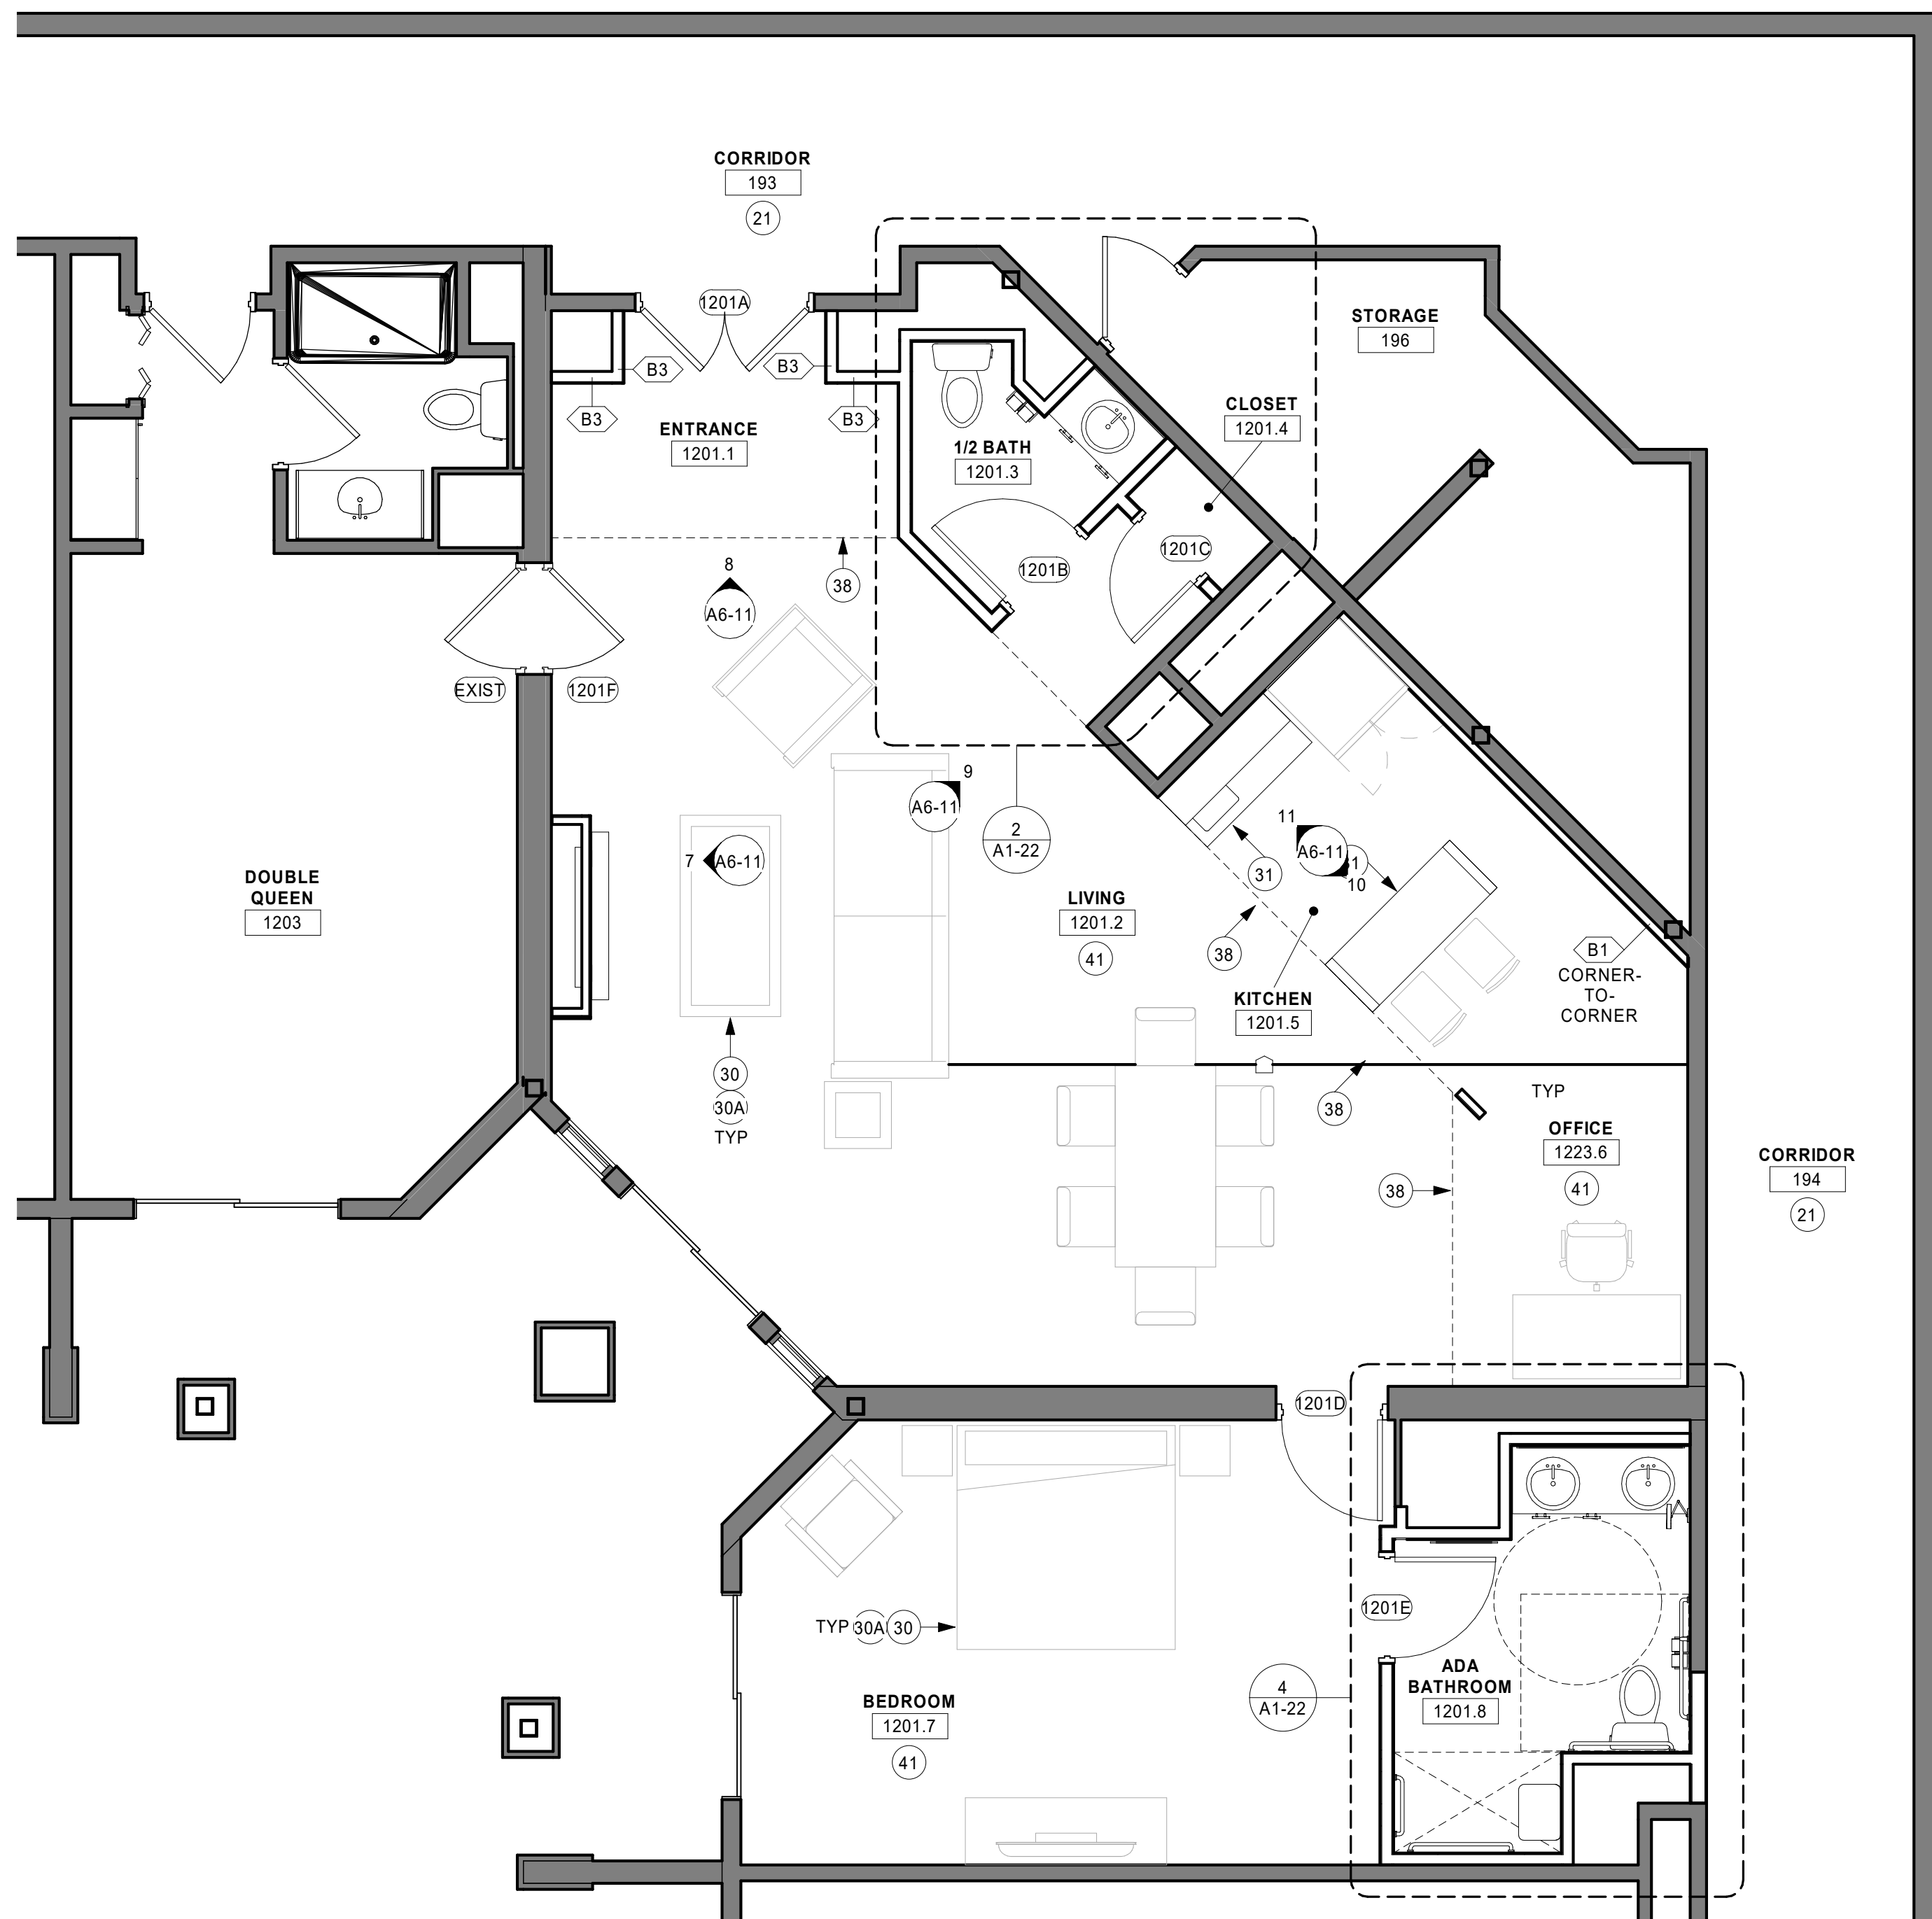 CORRIDOR
193
21
1201A
STORAGE
196
B3
B3
B3
B3
CLOSET
1201.4
ENTRANCE
1201.1
1/2 BATH
1201.3
1201C
1201B
8
A6-11
38
EXIST
1201F
9
A6-11
2
A1-22
11
A6-11
10
7
A6-11
31
DOUBLE
QUEEN
1203
LIVING
1201.2
41
38
B1
CORNER-
TO-
CORNER
KITCHEN
1201.5
30
30A
TYP
38
TYP
OFFICE
1223.6
41
38
CORRIDOR
194
21
1201D
1201E
TYP 30A 30
ADA
BATHROOM
1201.8
4
A1-22
BEDROOM
1201.7
41